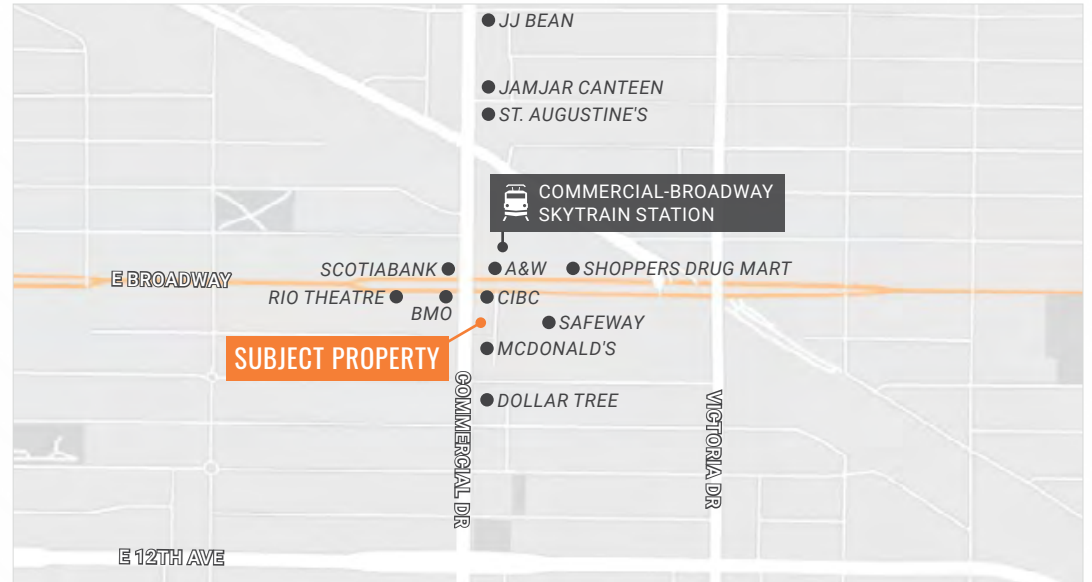 JJ BEAN
JAMJAR CANTEEN
ST. AUGUSTINE'S
COMMERCIAL-BROADWAY
SKYTRAIN STATION
SCOTIABANK
A&W
SHOPPERS DRUG MART
E BROADWAY
RIO THEATRE
BMO
CIBC
SAFEWAY
SUBJECT PROPERTY
MCDONALD'S
DOLLAR TREE
COMMERCIAL DR
VICTORIA DR
E 12TH AVE